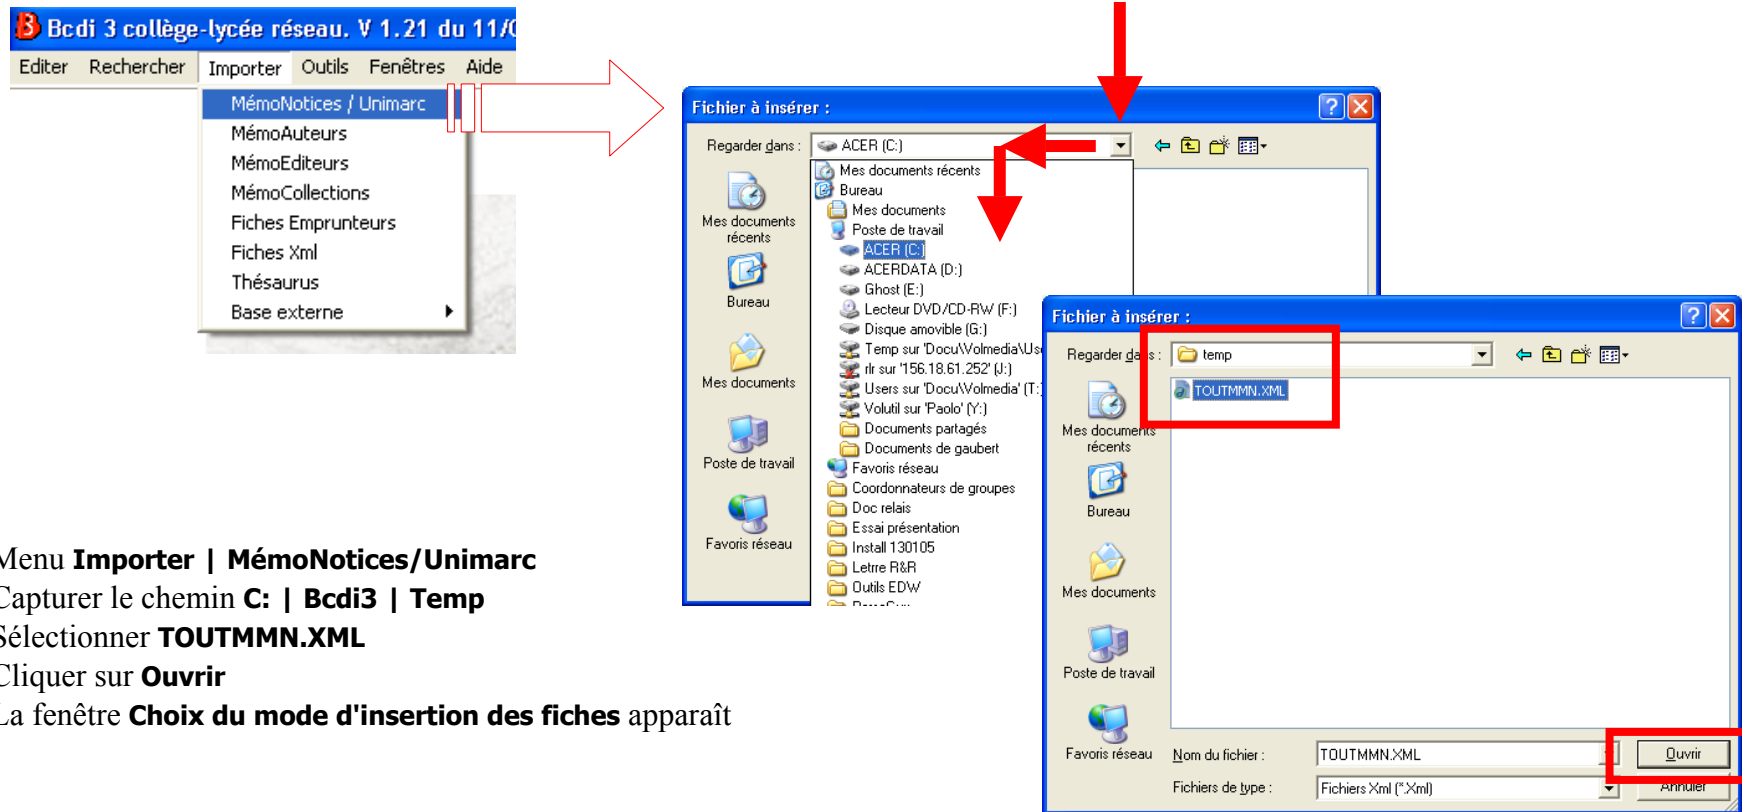 Bcdi 3 collège-lycée réseau. V 1.21 du 11/0
Editer Rechercher Importer Outils Fenêtres Aide
MémoNotices / Unimarc
MémoAuteurs
MémoEditeurs
MémoCollections
Fiches Emprunteurs
Fiches Xml
Thésaurus
Base externe
Fichier à insérer :
Regarder dans : ACER (C:)
Mes documents récents
Bureau
Mes documents
Poste de travail
ACER (C:)
ACERDATA (D:)
Ghost (E:)
Lecteur DVD/CD-RW (F:)
Disque amovible (G:)
Temp sur 'Docu\Volmedia\Use
rlr sur '156.18.61.252' (J:)
Users sur 'Docu\Volmedia' (T:)
Volutil sur 'Paolo' (Y:)
Documents partagés
Documents de gaubert
Favoris réseau
Coordonnateurs de groupes
Doc relais
Essai présentation
Install 130105
Letrre R&R
Outils EDW
Mes documents
récents
Bureau
Mes documents
Poste de travail
Favoris réseau
Fichier à insérer :
Regarder dans : temp
TOUTMMN.XML
Mes documents
récents
Bureau
Mes documents
Poste de travail
Favoris réseau
Nom du fichier : TOUTMMN.XML Ouvrir
Fichiers de type : Fichiers Xml (*.Xml) Annuler
Menu Importer | MémoNotices/Unimarc
Capturer le chemin C: | Bcdi3 | Temp
Sélectionner TOUTMMN.XML
Cliquer sur Ouvrir
La fenêtre Choix du mode d'insertion des fiches apparaît